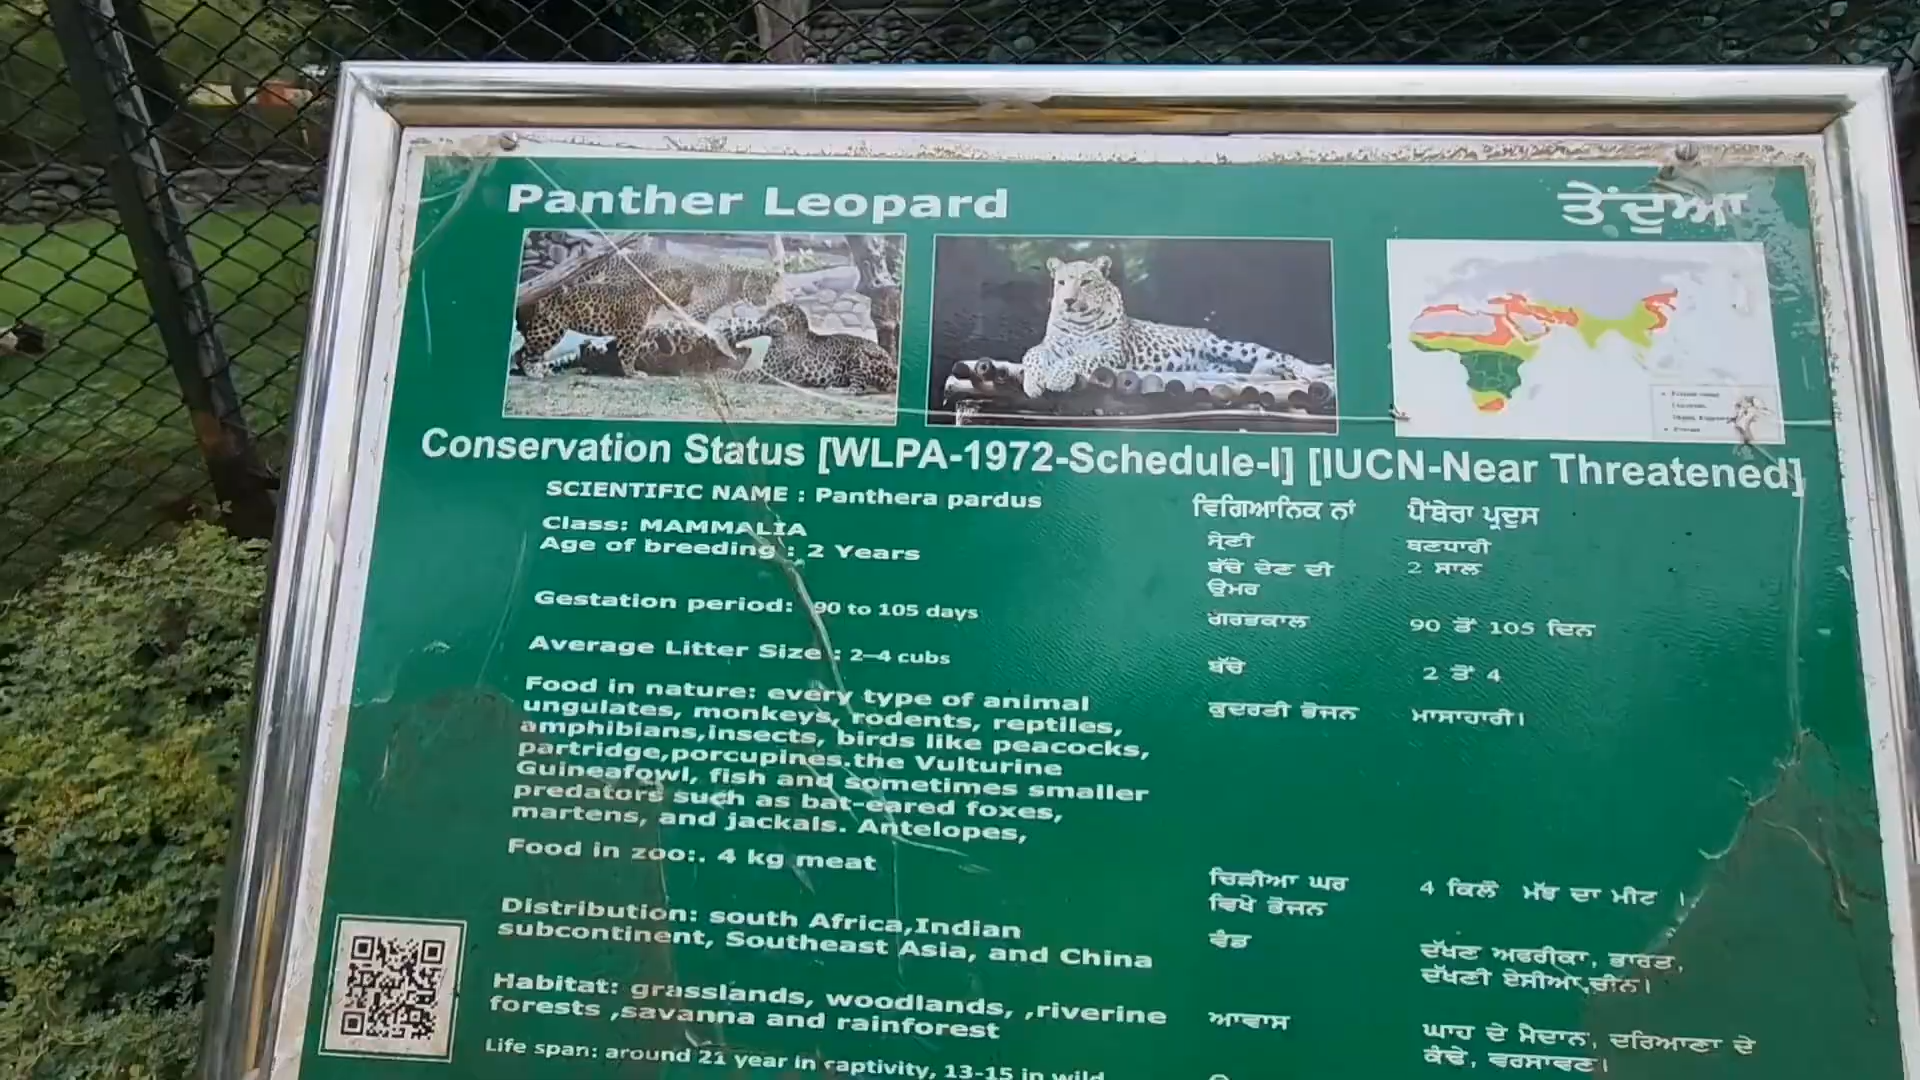 Panther Leopard
ਤੇਂਦੂਆ
Conservation Status [WLPA-1972-Schedule-I] [IUCN-Near Threatened]
SCIENTIFIC NAME : Panthera pardus
Class: MAMMALIA
Age of breeding : 2 Years
Gestation period: 90 to 105 days
Average Litter Size : 2–4 cubs
Food in nature: every type of animal
ungulates, monkeys, rodents, reptiles,
amphibians,insects, birds like peacocks,
partridge,porcupines.the Vulturine
Guineafowl, fish and sometimes smaller
predators such as bat-eared foxes,
martens, and jackals. Antelopes,
Food in zoo:. 4 kg meat
Distribution: south Africa,Indian
subcontinent, Southeast Asia, and China
Habitat: grasslands, woodlands, ,riverine
forests ,savanna and rainforest
Life span: around 21 year in captivity, 13-15 in wild
ਵਿਗਿਆਨਿਕ ਨਾਂ ਪੈਂਥੇਰਾ ਪ੍ਰਦੁਸ
ਸ਼੍ਰੇਣੀ ਥਣਧਾਰੀ
ਬੱਚੇ ਦੇਣ ਦੀ 2 ਸਾਲ
ਉਮਰ
ਗਰਭਕਾਲ 90 ਤੋਂ 105 ਦਿਨ
ਬੱਚੇ 2 ਤੋਂ 4
ਕੁਦਰਤੀ ਭੋਜਨ ਮਾਸਾਹਾਰੀ।
ਚਿੜੀਆ ਘਰ 4 ਕਿਲੋ ਮੱਝ ਦਾ ਮੀਟ ।
ਵਿਖੇ ਭੋਜਨ
ਵੰਡ ਦੱਖਣ ਅਫਰੀਕਾ, ਭਾਰਤ,
ਦੱਖਣੀ ਏਸੀਆ,ਚੀਨ।
ਆਵਾਸ ਘਾਹ ਦੇ ਮੈਦਾਨ, ਦਰਿਆਣਾ ਦੇ
ਕੰਢੇ, ਵਰਸਾਵਣ।